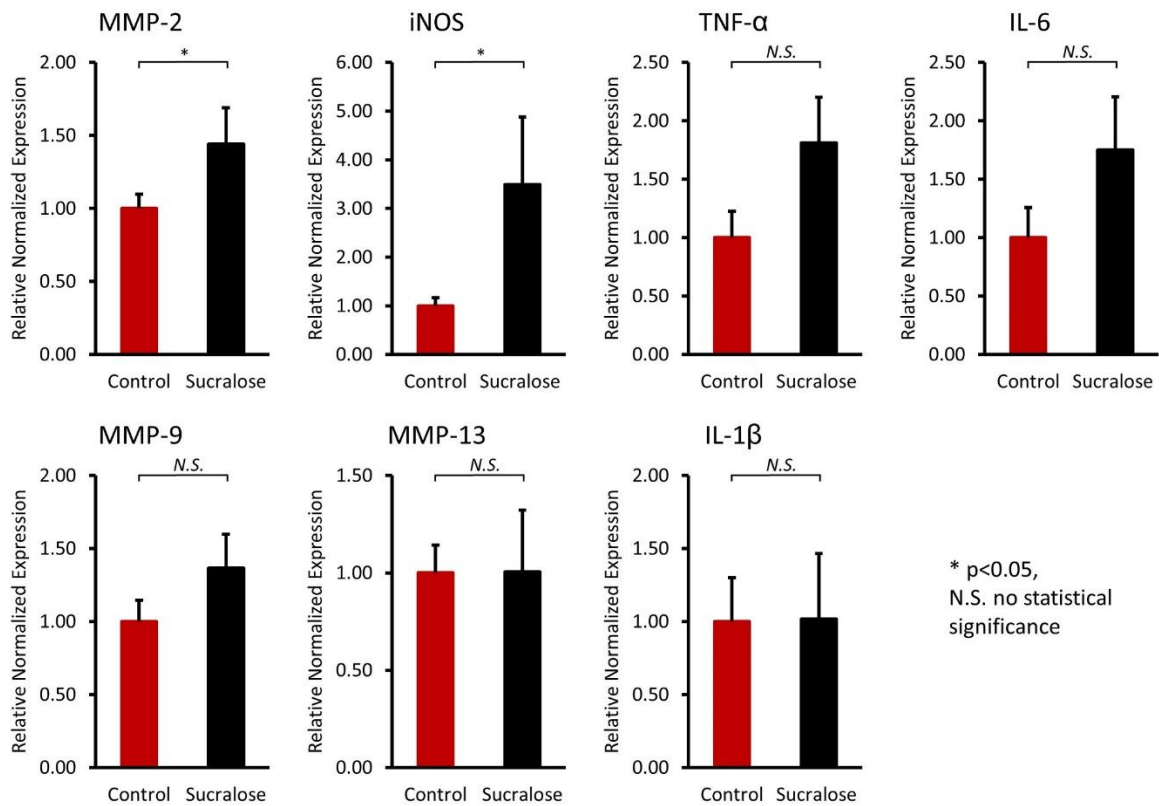 MMP-2
*
Relative Normalized Expression
2.00
1.50
1.00
0.50
0.00
Control Sucralose
iNOS
*
Relative Normalized Expression
6.00
5.00
4.00
3.00
2.00
1.00
0.00
Control Sucralose
TNF-α
N.S.
Relative Normalized Expression
2.50
2.00
1.50
1.00
0.50
0.00
Control Sucralose
IL-6
N.S.
Relative Normalized Expression
2.50
2.00
1.50
1.00
0.50
0.00
Control Sucralose
MMP-9
N.S.
Relative Normalized Expression
2.00
1.50
1.00
0.50
0.00
Control Sucralose
MMP-13
N.S.
Relative Normalized Expression
1.50
1.00
0.50
0.00
Control Sucralose
IL-1β
N.S.
Relative Normalized Expression
2.00
1.50
1.00
0.50
0.00
Control Sucralose
* p<0.05,
N.S. no statistical
significance